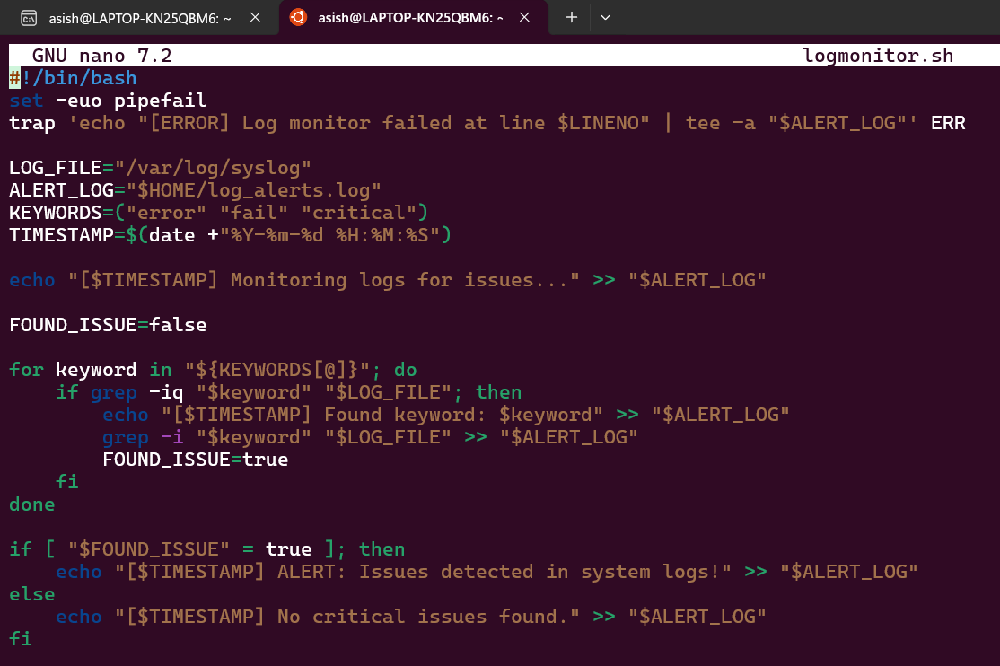 asish@LAPTOP-KN25QBM6: ~
asish@LAPTOP-KN25QBM6: ~
GNU nano 7.2 logmonitor.sh
#!/bin/bash
set -euo pipefail
trap 'echo "[ERROR] Log monitor failed at line $LINENO" | tee -a "$ALERT_LOG"' ERR

LOG_FILE="/var/log/syslog"
ALERT_LOG="$HOME/log_alerts.log"
KEYWORDS=("error" "fail" "critical")
TIMESTAMP=$(date +"%Y-%m-%d %H:%M:%S")

echo "[$TIMESTAMP] Monitoring logs for issues..." >> "$ALERT_LOG"

FOUND_ISSUE=false

for keyword in "${KEYWORDS[@]}"; do
    if grep -iq "$keyword" "$LOG_FILE"; then
        echo "[$TIMESTAMP] Found keyword: $keyword" >> "$ALERT_LOG"
        grep -i "$keyword" "$LOG_FILE" >> "$ALERT_LOG"
        FOUND_ISSUE=true
    fi
done

if [ "$FOUND_ISSUE" = true ]; then
    echo "[$TIMESTAMP] ALERT: Issues detected in system logs!" >> "$ALERT_LOG"
else
    echo "[$TIMESTAMP] No critical issues found." >> "$ALERT_LOG"
fi